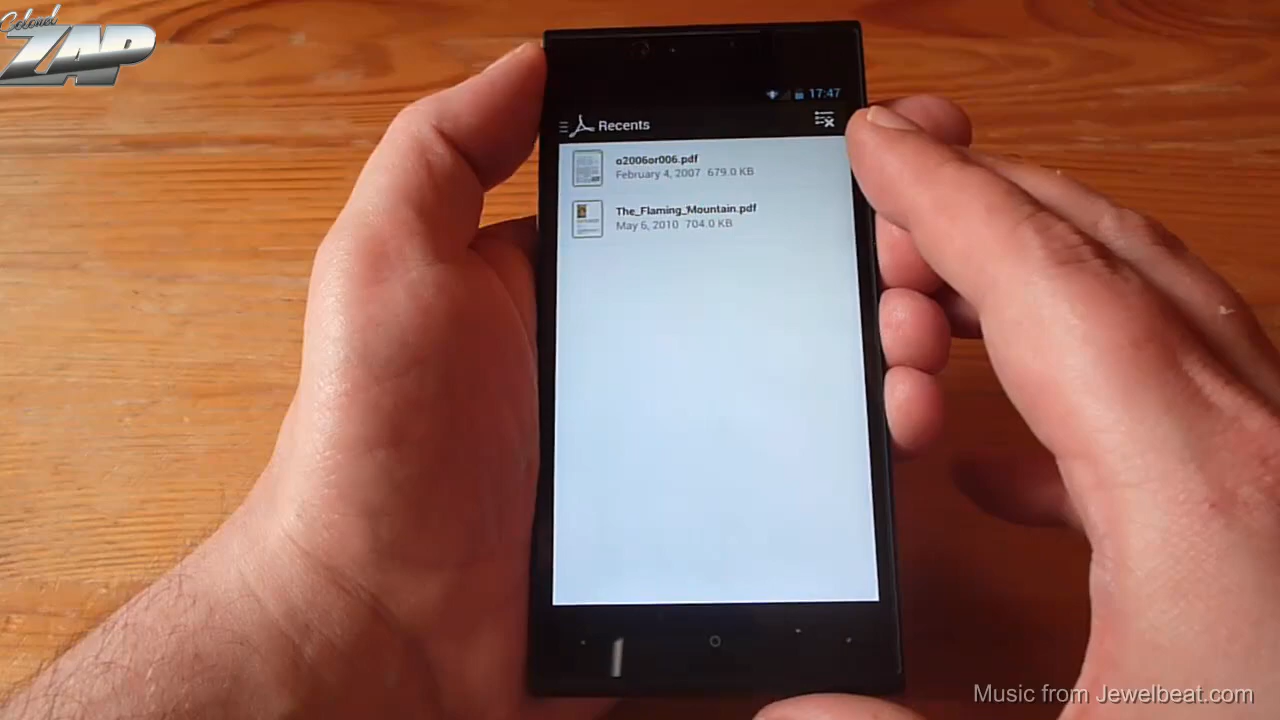 Colonel
ZAP
17:47
Recents
o2006or006.pdf
February 4, 2007 679.0 KB
The_Flaming_Mountain.pdf
May 6, 2010 704.0 KB
Music from Jewelbeat.com